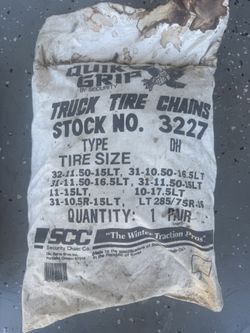 QUIK GRIP
BY SECURITY
TRUCK TIRE CHAINS
STOCK NO. 3227
TYPE DH
TIRE SIZE
32-11.50-15LT, 31-10.50-16.5LT
31-11.50-16.5LT, 31-11.50-15LT
11-15LT, 10-17.5LT
31-10.5R-15LT, LT 285/75R-16
QUANTITY: 1 PAIR
SCC "The Winter Traction Pros"
Security Chain Co.